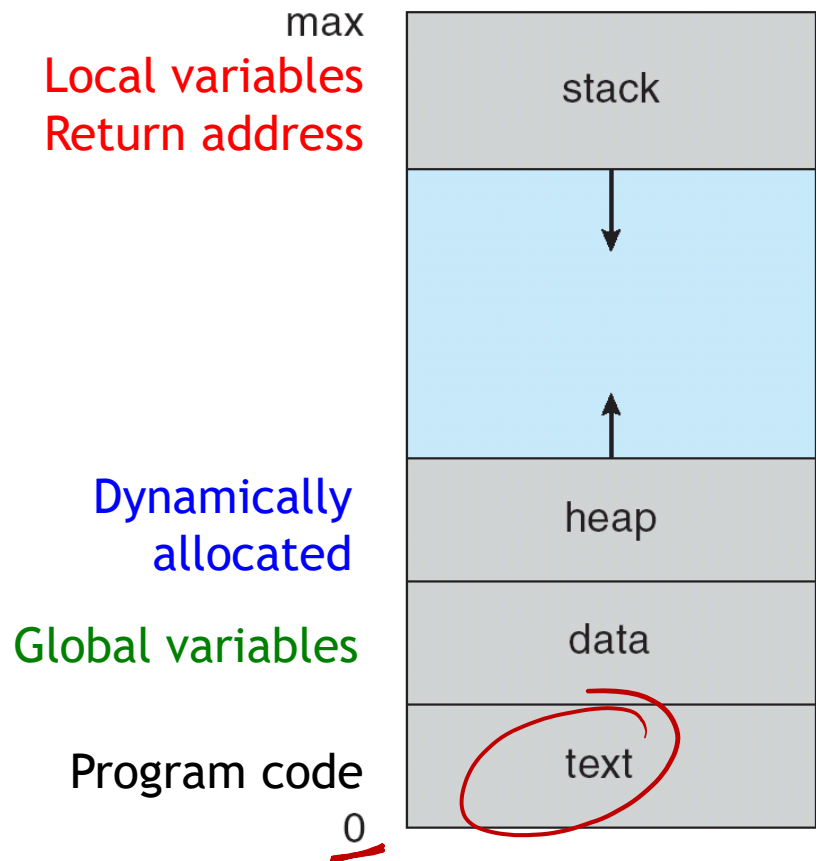 max
Local variables
Return address
stack
Dynamically
allocated
heap
Global variables
data
Program code
text
0